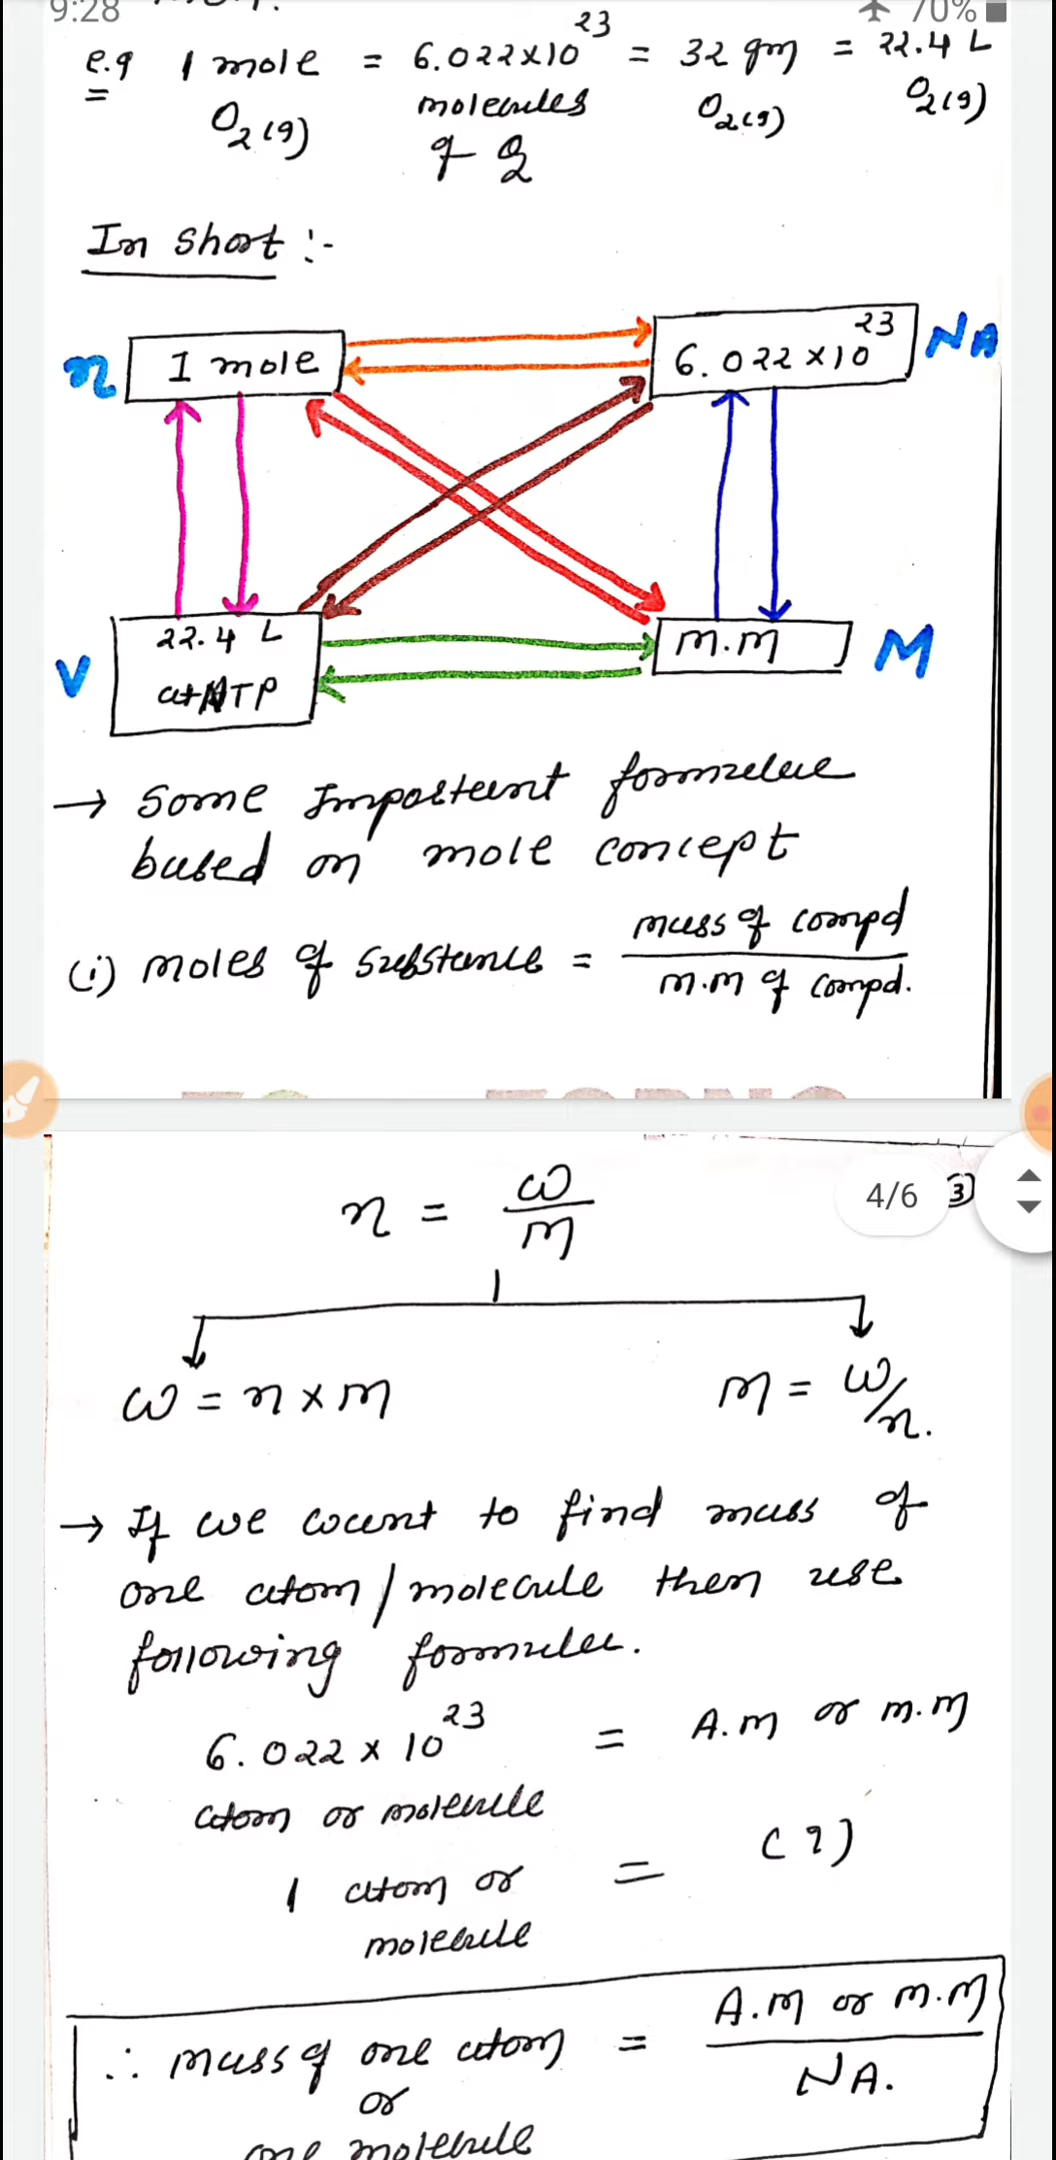 9:28
70%
e.g 1 mole = 6.022×10²³ = 32 gm = 22.4 L
O₂(g) molecules O₂(g) O₂(g)
of O₂
In short :-
n 1 mole 6.022×10²³ NA
V 22.4 L m.m M
at NTP
→ Some Important formulae
based on mole concept
(i) moles of substance = mass of compd
m.m of compd.
4/6 3
n = w
m
w = n × m m = w/n.
→ If we want to find mass of
one atom/molecule then use
following formula.
6.022 × 10²³ = A.m or m.m
atom or molecule
1 atom or = (?)
molecule
∴ mass of one atom = A.m or m.m
or NA.
one molecule